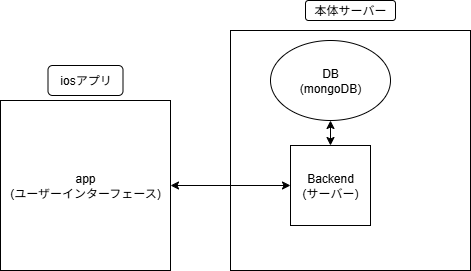 本体サーバー
DB
(mongoDB)
iosアプリ
app
(ユーザーインターフェース)
Backend
(サーバー)